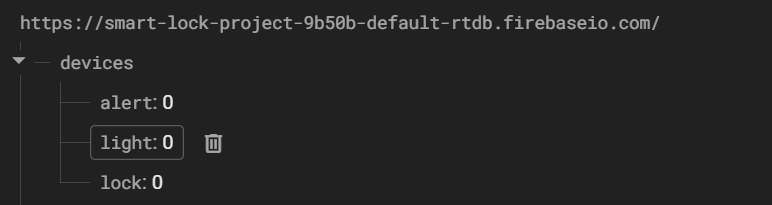 https://smart-lock-project-9b50b-default-rtdb.firebaseio.com/
devices
alert: 0
light: 0
lock: 0